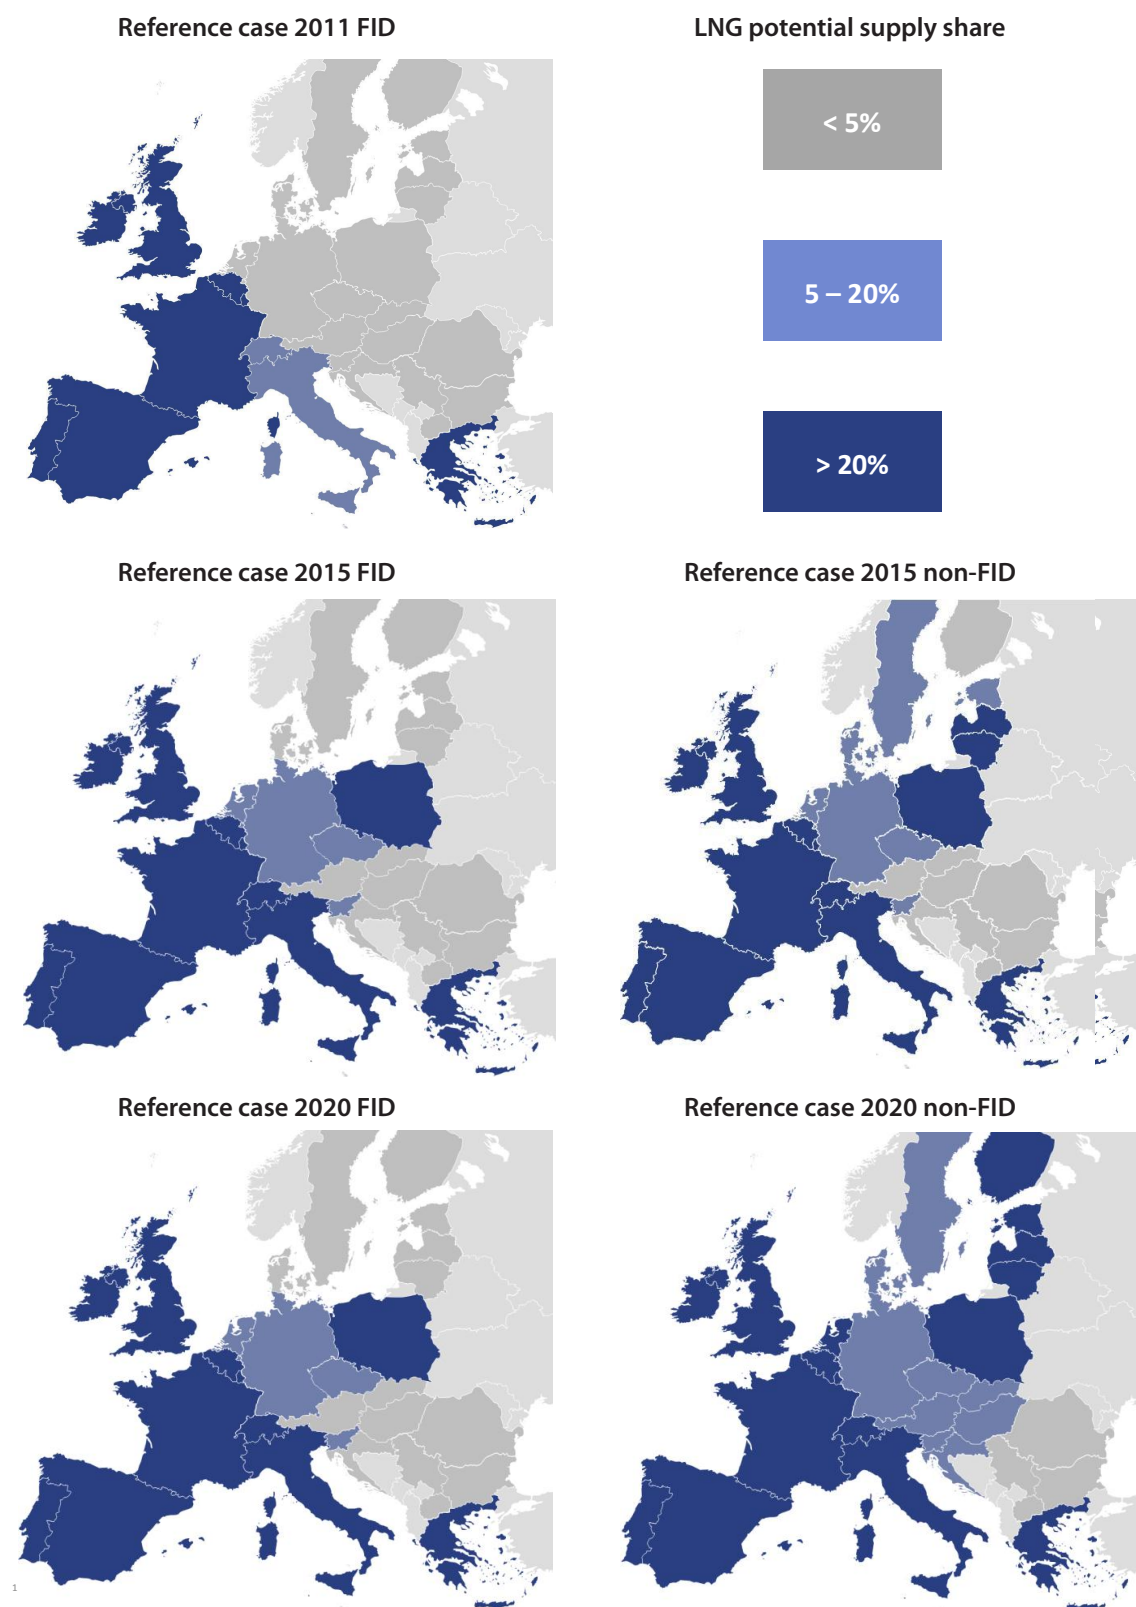 Reference case 2011 FID
LNG potential supply share
< 5%
5 – 20%
> 20%
Reference case 2015 FID
Reference case 2015 non-FID
Reference case 2020 FID
Reference case 2020 non-FID
1